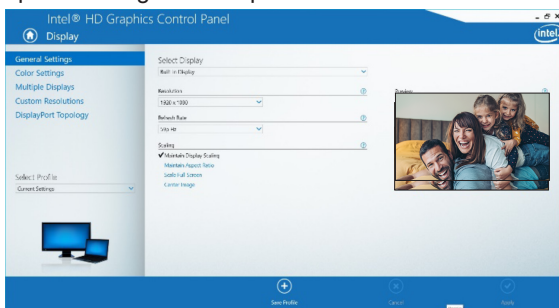 Intel® HD Graphics Control Panel
Display
intel
General Settings
Color Settings
Multiple Displays
Custom Resolutions
DisplayPort Topology
Select Profile
Current Settings
Select Display
Built-in Display
Resolution
Refresh Rate
Scaling
Maintain Display Scaling
Maintain Aspect Ratio
Scale Full Screen
Center Image
Preview
Save Profile
Cancel
Apply